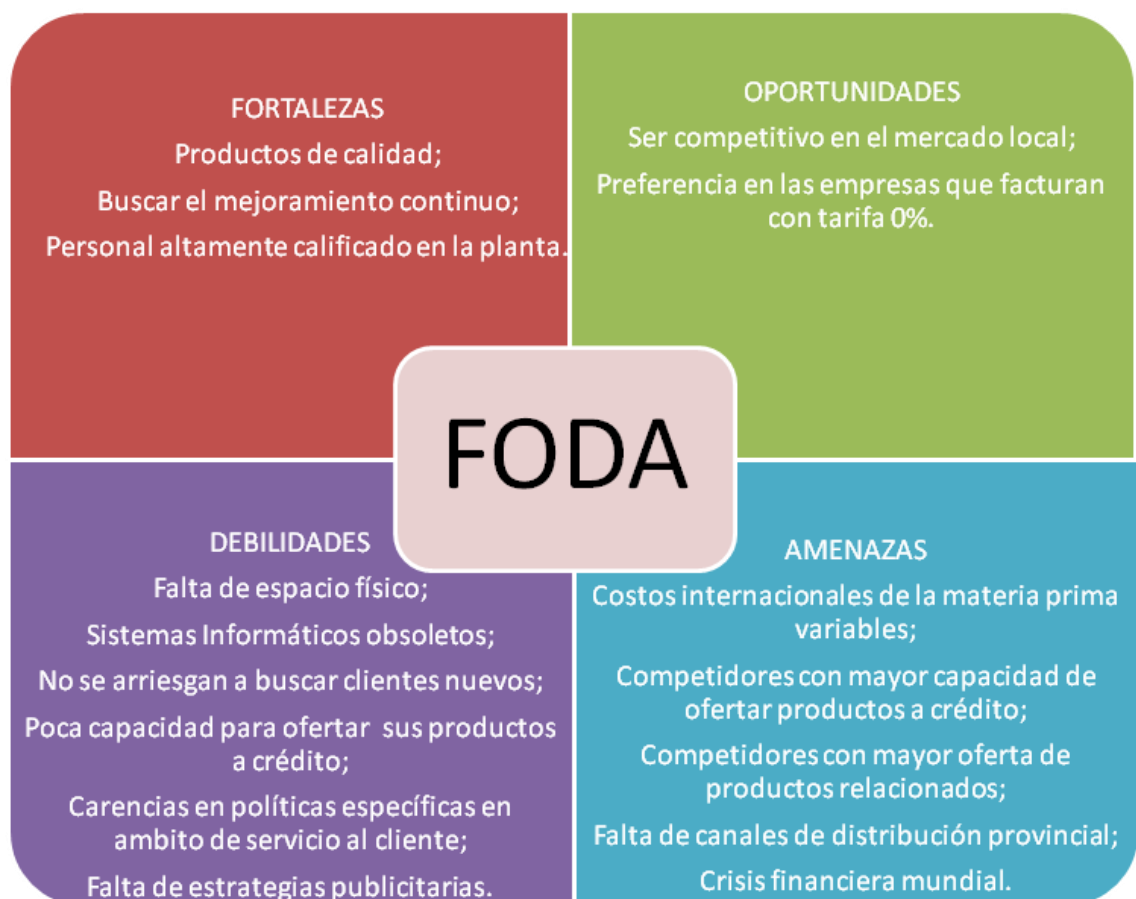 FORTALEZAS
Productos de calidad;
Buscar el mejoramiento continuo;
Personal altamente calificado en la planta.
OPORTUNIDADES
Ser competitivo en el mercado local;
Preferencia en las empresas que facturan
con tarifa 0%.
FODA
DEBILIDADES
Falta de espacio físico;
Sistemas Informáticos obsoletos;
No se arriesgan a buscar clientes nuevos;
Poca capacidad para ofertar sus productos
a crédito;
Carencias en políticas específicas en
ambito de servicio al cliente;
Falta de estrategias publicitarias.
AMENAZAS
Costos internacionales de la materia prima
variables;
Competidores con mayor capacidad de
ofertar productos a crédito;
Competidores con mayor oferta de
productos relacionados;
Falta de canales de distribución provincial;
Crisis financiera mundial.